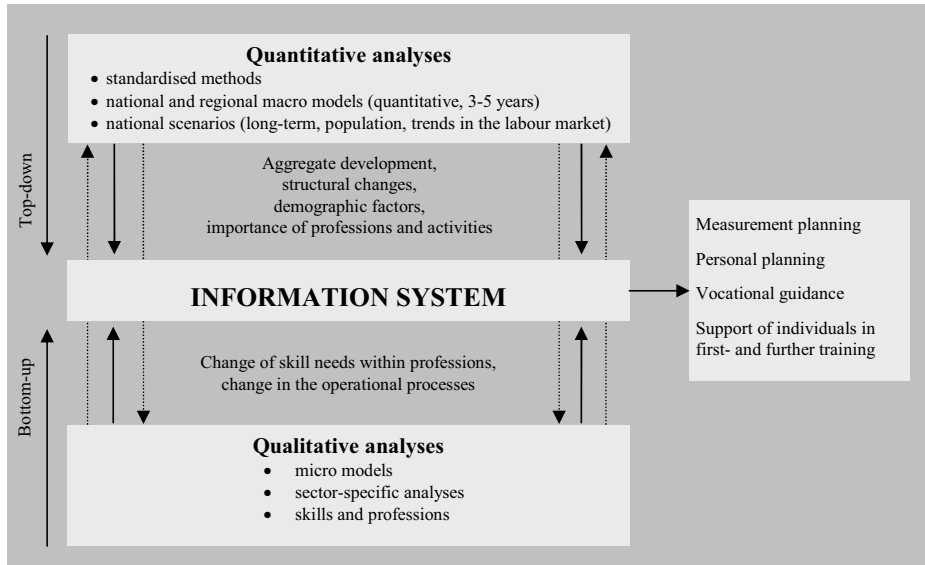 Quantitative analyses
• standardised methods
• national and regional macro models (quantitative, 3-5 years)
• national scenarios (long-term, population, trends in the labour market)
Top-down
Aggregate development,
structural changes,
demographic factors,
importance of professions and activities
INFORMATION SYSTEM
Measurement planning
Personal planning
Vocational guidance
Support of individuals in
first- and further training
Bottom-up
Change of skill needs within professions,
change in the operational processes
Qualitative analyses
• micro models
• sector-specific analyses
• skills and professions